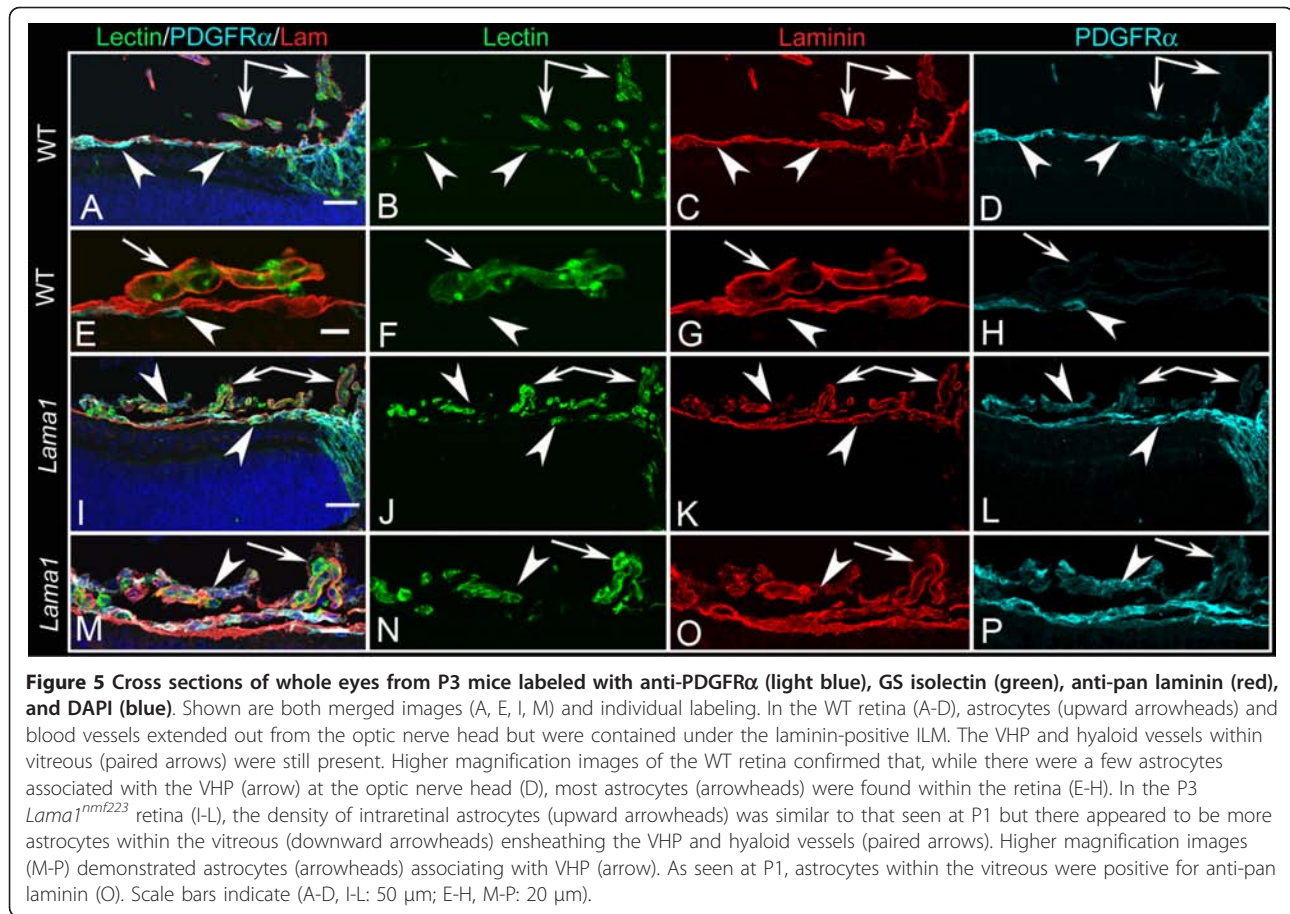 Lectin/PDGFRα/Lam Lectin Laminin PDGFRα
WT
A B C D
WT
E F G H
Lama1
I J K L
Lama1
M N O P
Figure 5 Cross sections of whole eyes from P3 mice labeled with anti-PDGFRα (light blue), GS isolectin (green), anti-pan laminin (red),
and DAPI (blue). Shown are both merged images (A, E, I, M) and individual labeling. In the WT retina (A-D), astrocytes (upward arrowheads) and
blood vessels extended out from the optic nerve head but were contained under the laminin-positive ILM. The VHP and hyaloid vessels within
vitreous (paired arrows) were still present. Higher magnification images of the WT retina confirmed that, while there were a few astrocytes
associated with the VHP (arrow) at the optic nerve head (D), most astrocytes (arrowheads) were found within the retina (E-H). In the P3
Lama1nmf223 retina (I-L), the density of intraretinal astrocytes (upward arrowheads) was similar to that seen at P1 but there appeared to be more
astrocytes within the vitreous (downward arrowheads) ensheathing the VHP and hyaloid vessels (paired arrows). Higher magnification images
(M-P) demonstrated astrocytes (arrowheads) associating with VHP (arrow). As seen at P1, astrocytes within the vitreous were positive for anti-pan
laminin (O). Scale bars indicate (A-D, I-L: 50 μm; E-H, M-P: 20 μm).